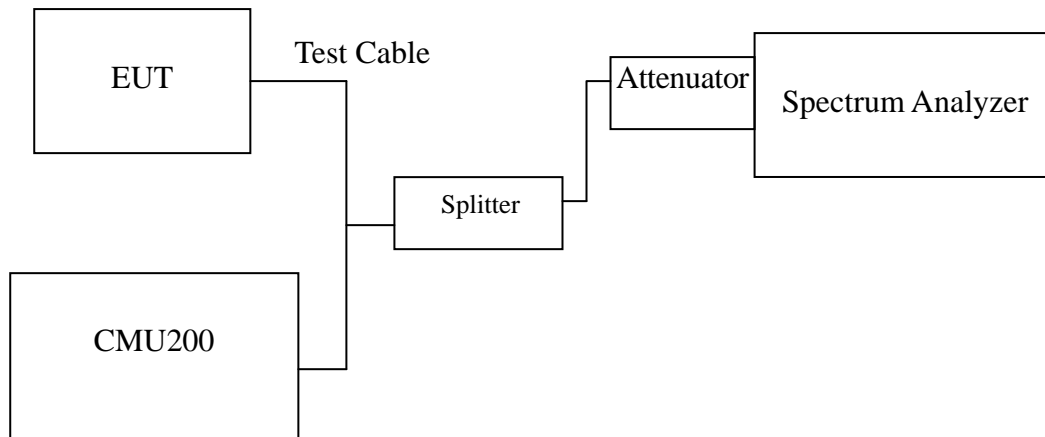 Test Cable
EUT
Attenuator
Spectrum Analyzer
Splitter
CMU200